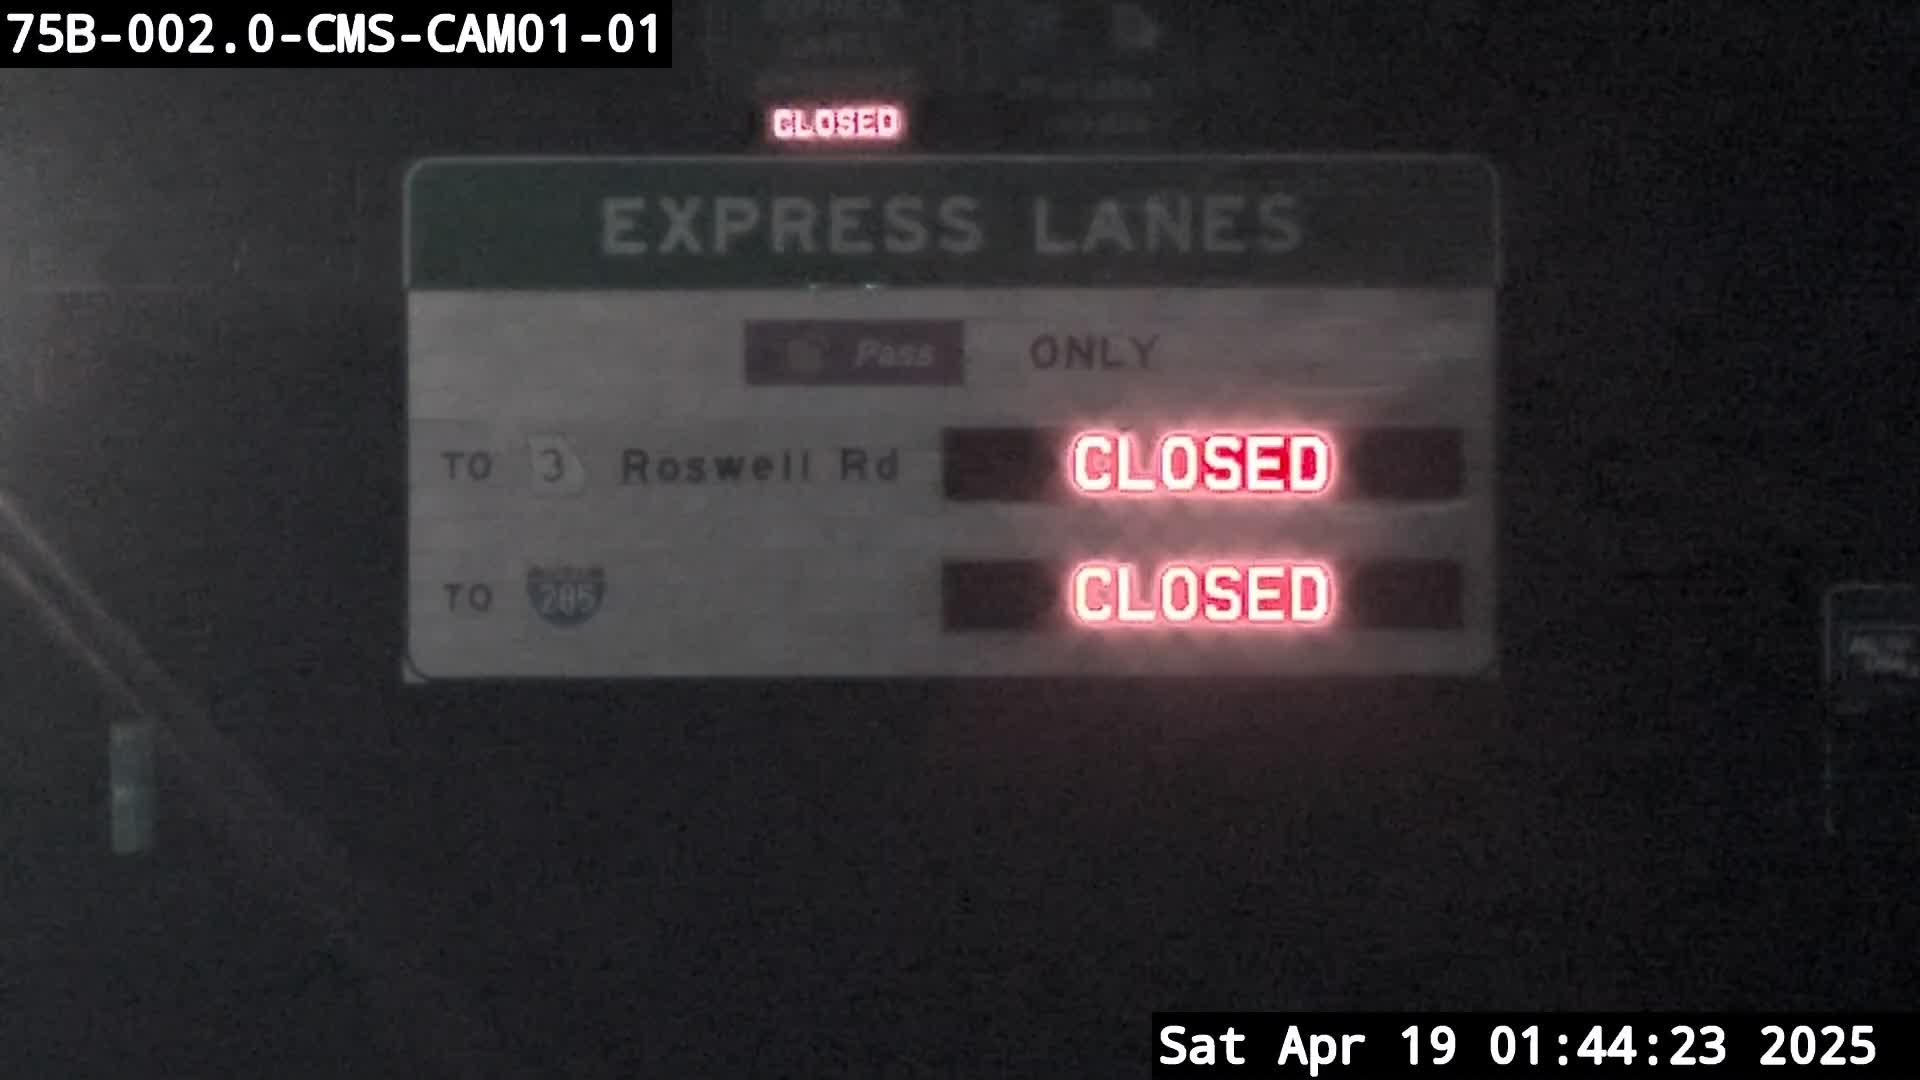 75B-002.0-CMS-CAM01-01
CLOSED
EXPRESS LANES
Pass ONLY
TO 3 Roswell Rd CLOSED
TO 285 CLOSED
Sat Apr 19 01:44:23 2025